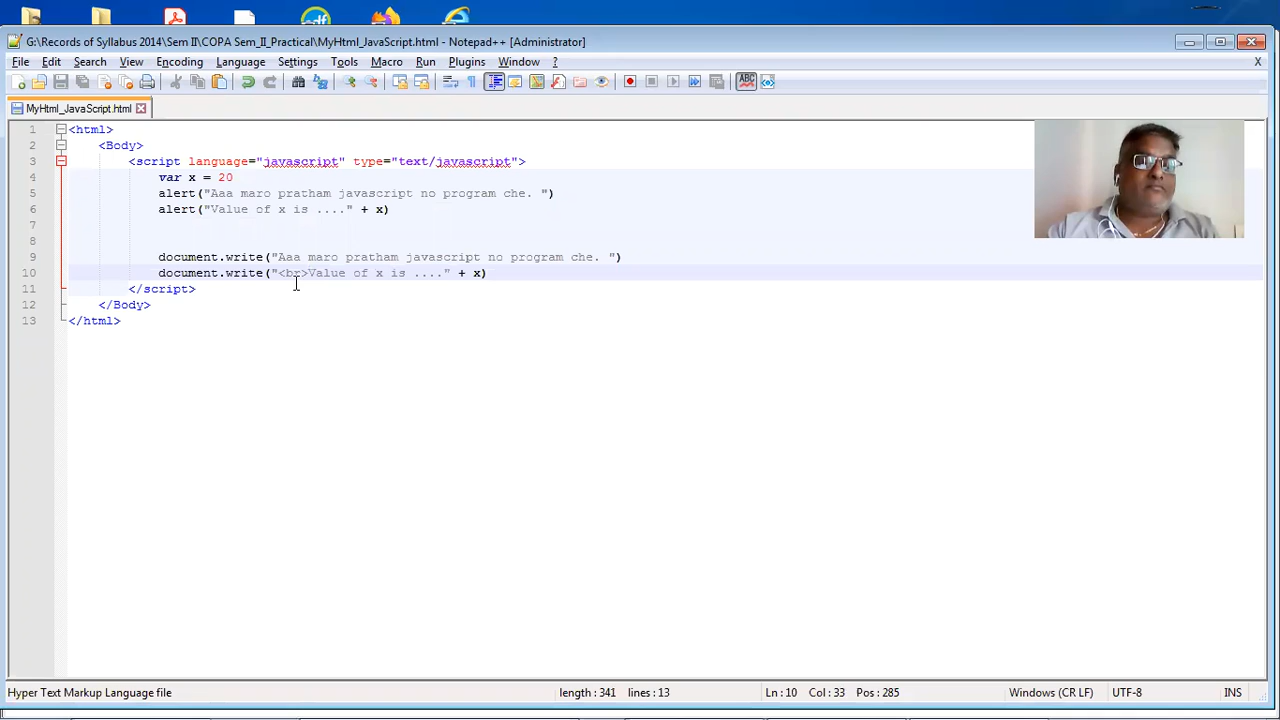 G:\Records of Syllabus 2014\Sem II\COPA Sem_II_Practical\MyHtml_JavaScript.html - Notepad++ [Administrator]
File Edit Search View Encoding Language Settings Tools Macro Run Plugins Window ? X
MyHtml_JavaScript.html
1 <html>
2 <Body>
3 <script language="javascript" type="text/javascript">
4 var x = 20
5 alert("Aaa maro pratham javascript no program che. ")
6 alert("Value of x is ...." + x)
7
8
9 document.write("Aaa maro pratham javascript no program che. ")
10 document.write("<br>Value of x is ...." + x)
11 </script>
12 </Body>
13 </html>
Hyper Text Markup Language file length : 341 lines : 13 Ln : 10 Col : 33 Pos : 285 Windows (CR LF) UTF-8 INS